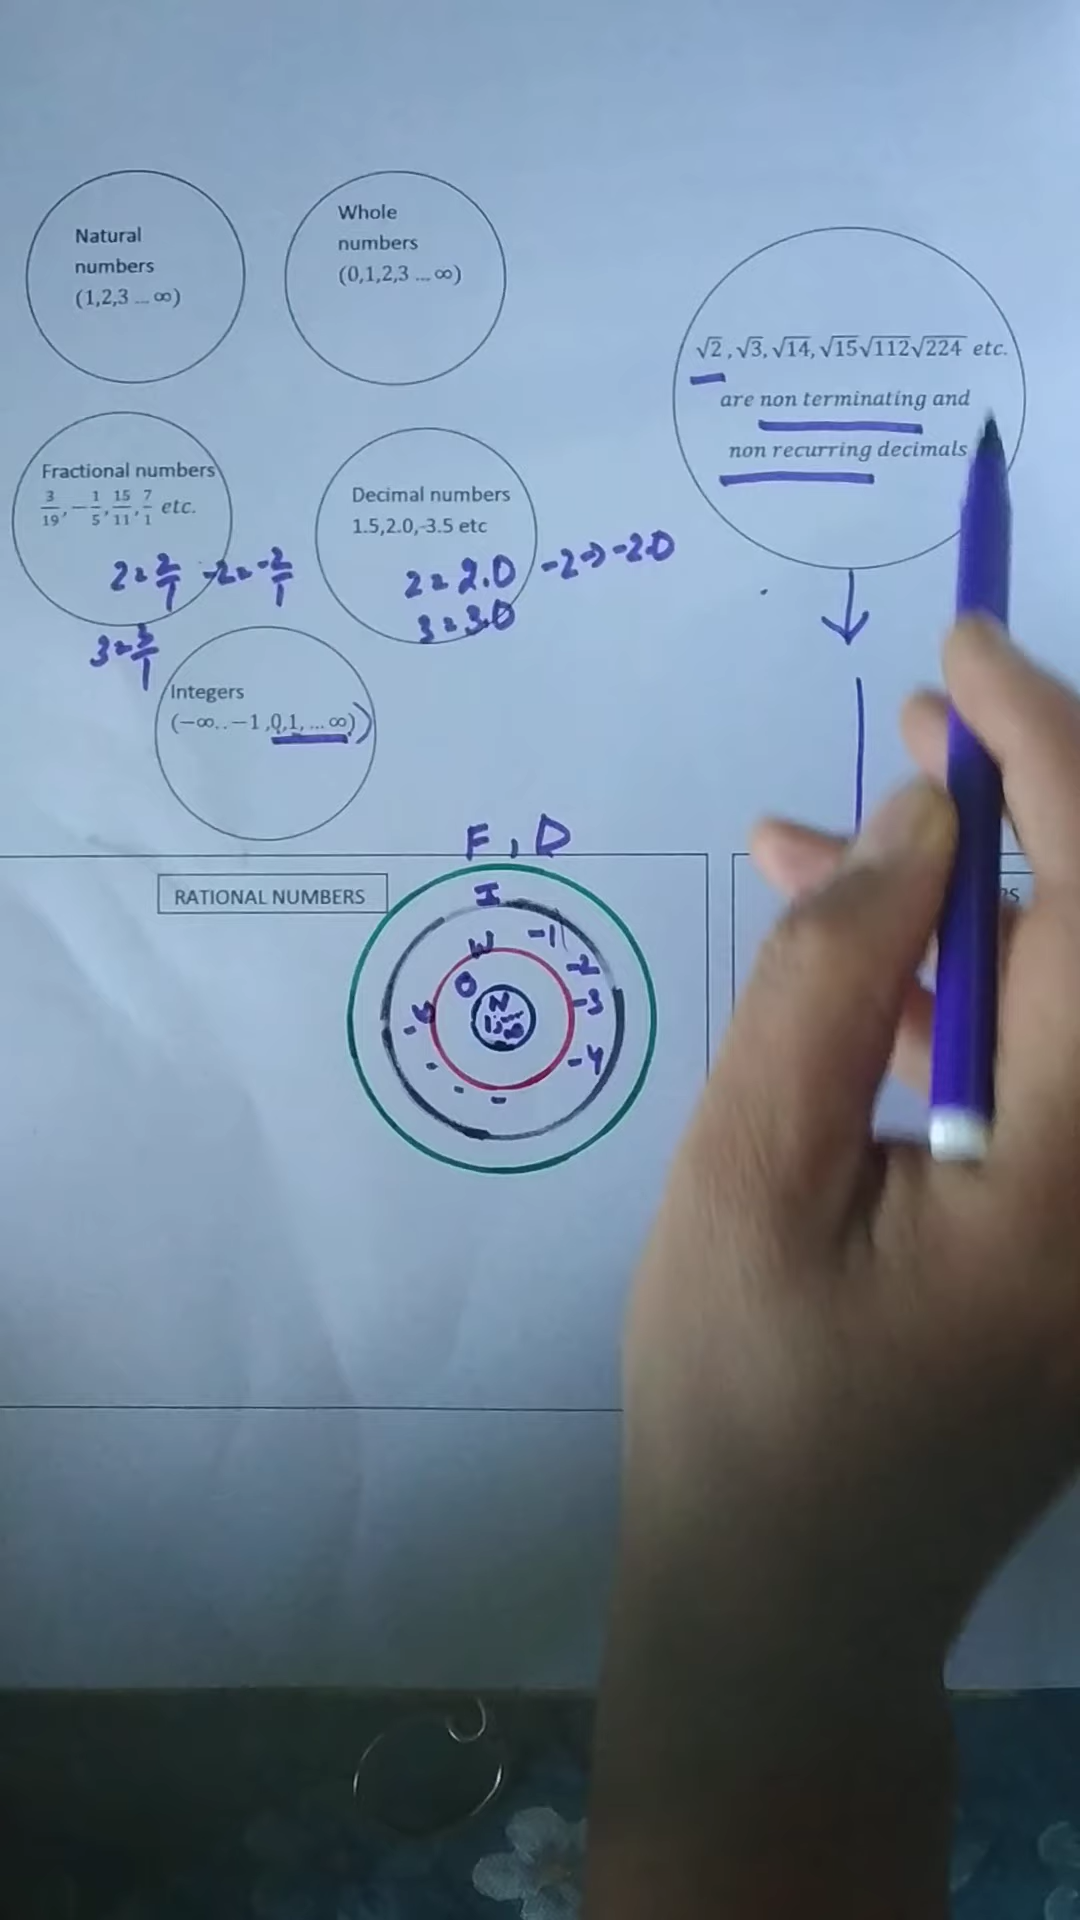 Natural
numbers
(1,2,3 ... ∞)
Whole
numbers
(0,1,2,3 ... ∞)
√2, √3, √14, √15√112√224 etc.
are non terminating and
non recurring decimals
Fractional numbers
3/19, -1/5, 15/11, 7/1 etc.
2 = 2/1 -2 = -2/1
3 = 3/1
Decimal numbers
1.5,2.0,-3.5 etc
2 = 2.0 -2 → -2.0
3 = 3.0
Integers
(-∞.. -1 ,0,1, ... ∞)
F, D
RATIONAL NUMBERS
I
W -1
-2
0 N -3
-4